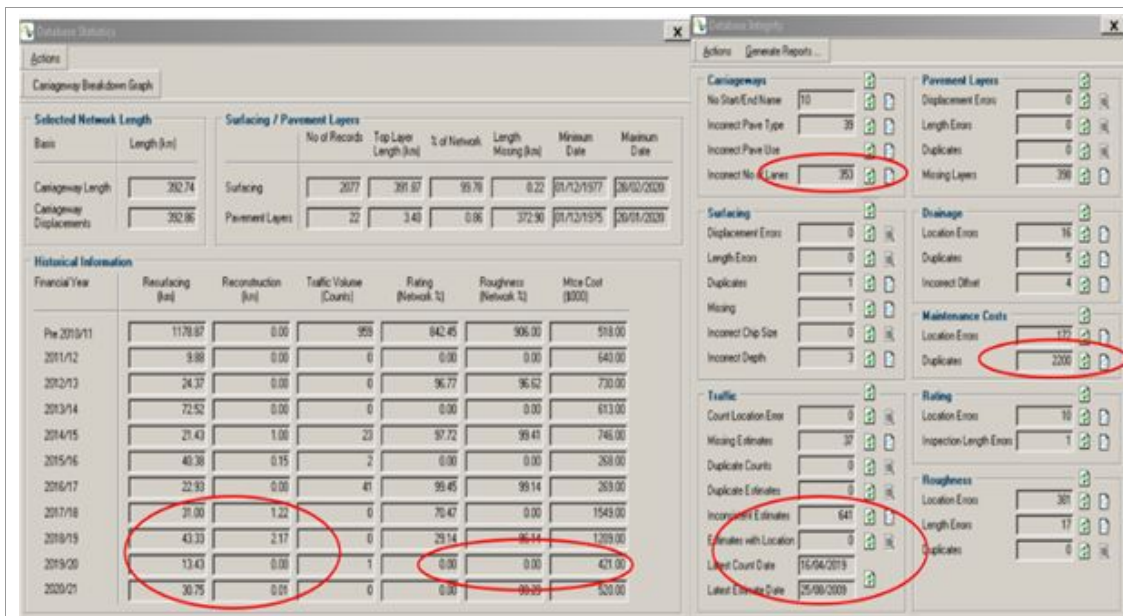 Database Statistics
Actions
Carriageway Breakdown Graph
Selected Network Length
Basis Length (km)
Carriageway Length 392.74
Carriageway Displacements 392.86
Surfacing / Pavement Layers
No of Records Top Layer Length (km) % of Network Length Missing (km) Minimum Date Maximum Date
Surfacing 2077 391.97 99.78 0.22 01/12/1977 28/02/2020
Pavement Layers 22 3.40 0.86 372.90 01/12/1975 20/01/2020
Historical Information
Financial Year Resurfacing (km) Reconstruction (km) Traffic Volume (Counts) Rating (Network %) Roughness (Network %) Mtce Cost ($000)
Pre 2010/11 1178.87 0.00 959 842.45 906.00 518.00
2011/12 9.88 0.00 0 0.00 0.00 640.00
2012/13 24.37 0.00 0 96.77 96.62 730.00
2013/14 72.52 0.00 0 0.00 0.00 613.00
2014/15 21.43 1.00 23 97.72 99.41 746.00
2015/16 40.38 0.15 2 0.00 0.00 268.00
2016/17 22.93 0.00 41 99.45 99.14 269.00
2017/18 31.00 1.22 0 70.47 0.00 1549.00
2018/19 43.33 2.17 0 29.14 96.14 1209.00
2019/20 13.43 0.00 1 0.00 0.00 421.00
2020/21 30.75 0.01 0 0.00 520.00
Database Integrity
Actions Generate Reports ...
Carriageways
No Start/End Name 10
Incorrect Pave Type 39
Incorrect Pave Use
Incorrect No of Lanes 353
Surfacing
Displacement Errors 0
Length Errors 0
Duplicates 1
Missing 1
Incorrect Chip Size 0
Incorrect Depth 3
Traffic
Count Location Error 0
Missing Estimates 37
Duplicate Counts 0
Duplicate Estimates 0
Inconsistent Estimates 641
Estimates with Location 0
Latest Count Date 16/04/2019
Latest Estimate Date 25/08/2009
Pavement Layers
Displacement Errors 0
Length Errors 0
Duplicates 0
Missing Layers 398
Drainage
Location Errors 16
Duplicates 5
Incorrect Offset 4
Maintenance Costs
Location Errors 172
Duplicates 2200
Rating
Location Errors 10
Inspection Length Errors 1
Roughness
Location Errors 381
Length Errors 17
Duplicates 0